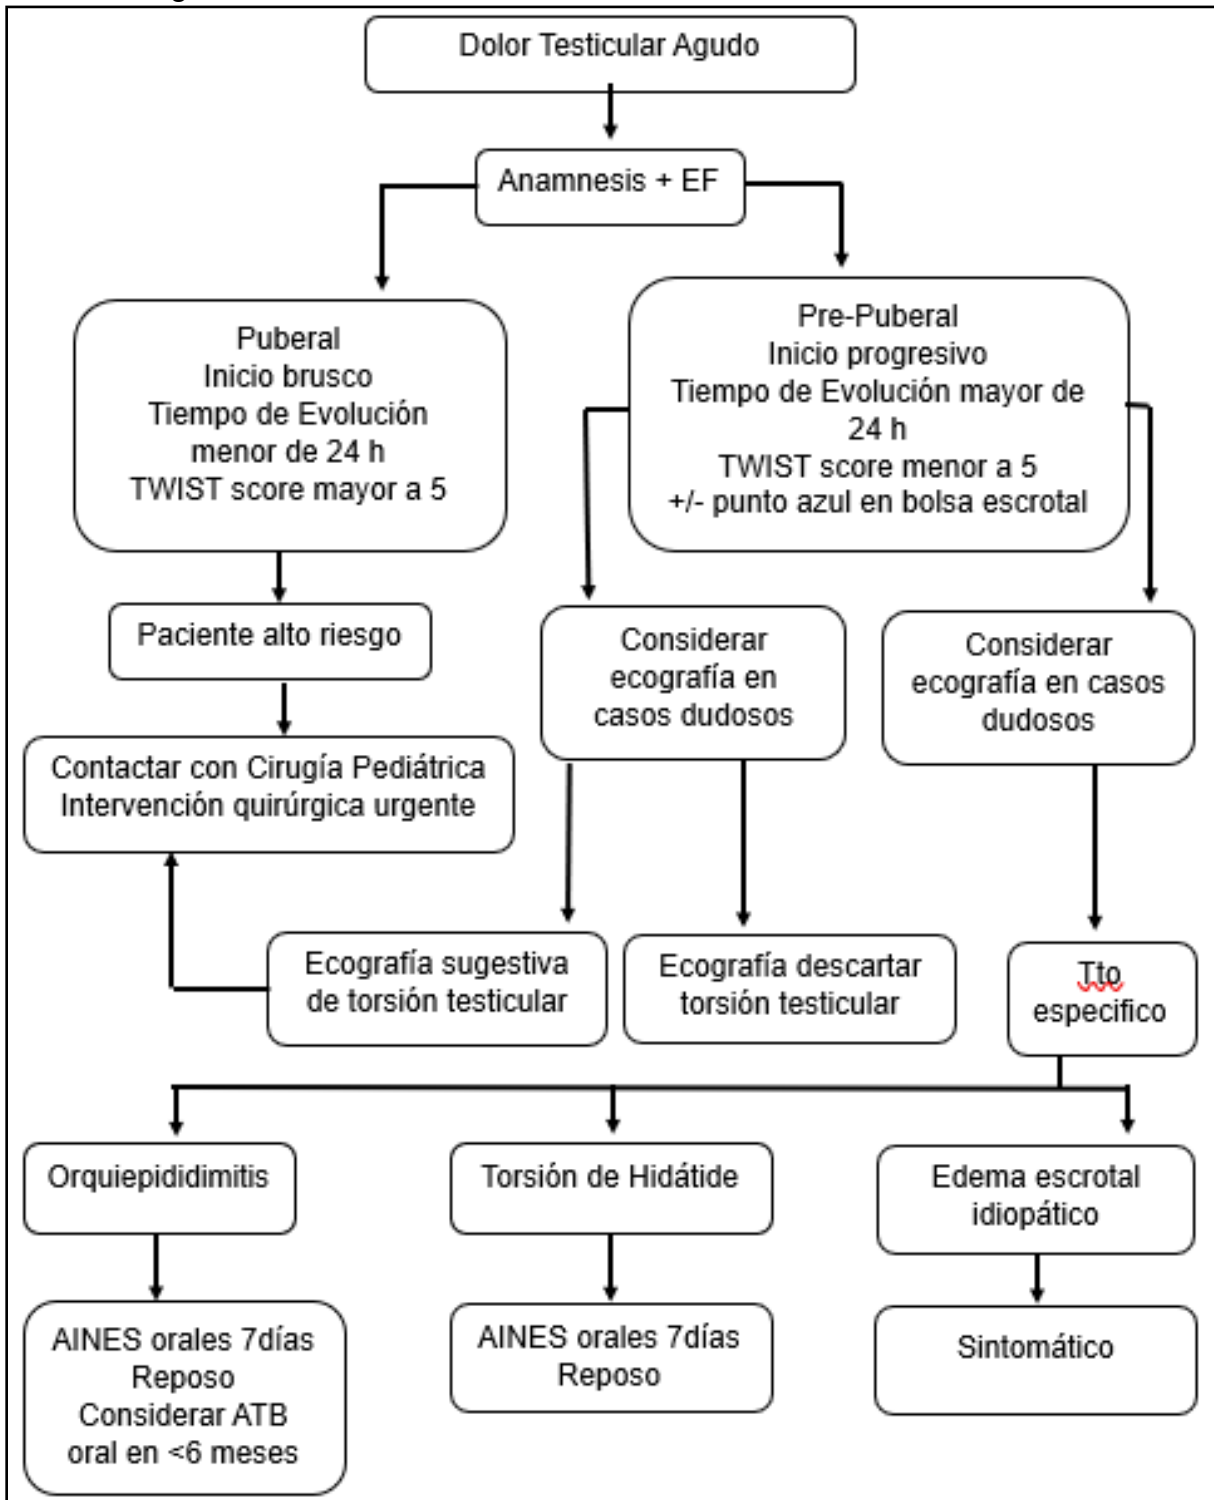 Dolor Testicular Agudo
Anamnesis + EF
Puberal
Inicio brusco
Tiempo de Evolución
menor de 24 h
TWIST score mayor a 5
Pre-Puberal
Inicio progresivo
Tiempo de Evolución mayor de
24 h
TWIST score menor a 5
+/- punto azul en bolsa escrotal
Paciente alto riesgo
Considerar
ecografía en
casos dudosos
Considerar
ecografía en casos
dudosos
Contactar con Cirugía Pediátrica
Intervención quirúrgica urgente
Ecografía sugestiva
de torsión testicular
Ecografía descartar
torsión testicular
Tto
especifico
Orquiepididimitis
Torsión de Hidátide
Edema escrotal
idiopático
AINES orales 7días
Reposo
Considerar ATB
oral en <6 meses
AINES orales 7días
Reposo
Sintomático